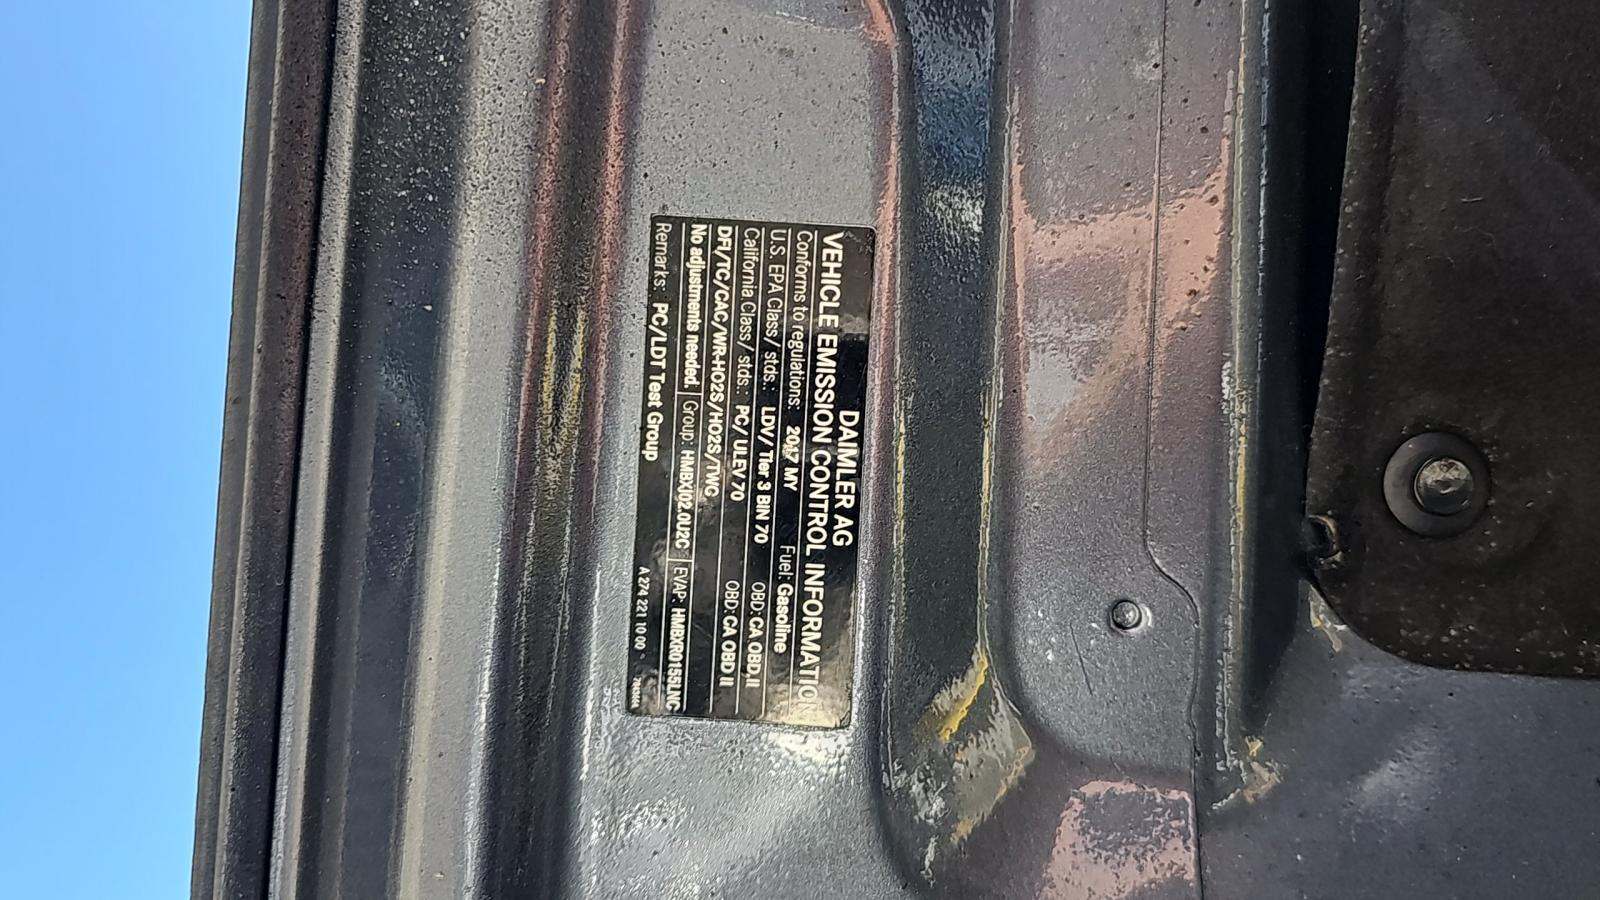 DAIMLER AG
VEHICLE EMISSION CONTROL INFORMATION
Conforms to regulations: 2017 MY Fuel: Gasoline
U.S. EPA Class/ stds.: LDV/ Tier 3 BIN 70 OBD: CA OBD II
California Class/ stds.: PC/ ULEV 70 OBD: CA OBD II
DFI/TC/CAC/WR-HO2S/HO2S/TWC
No adjustments needed. Group: HMBXJ02.0U2C EVAP: HMBXR0155LNC
Remarks: PC/LDT Test Group
A 274 221 10 00